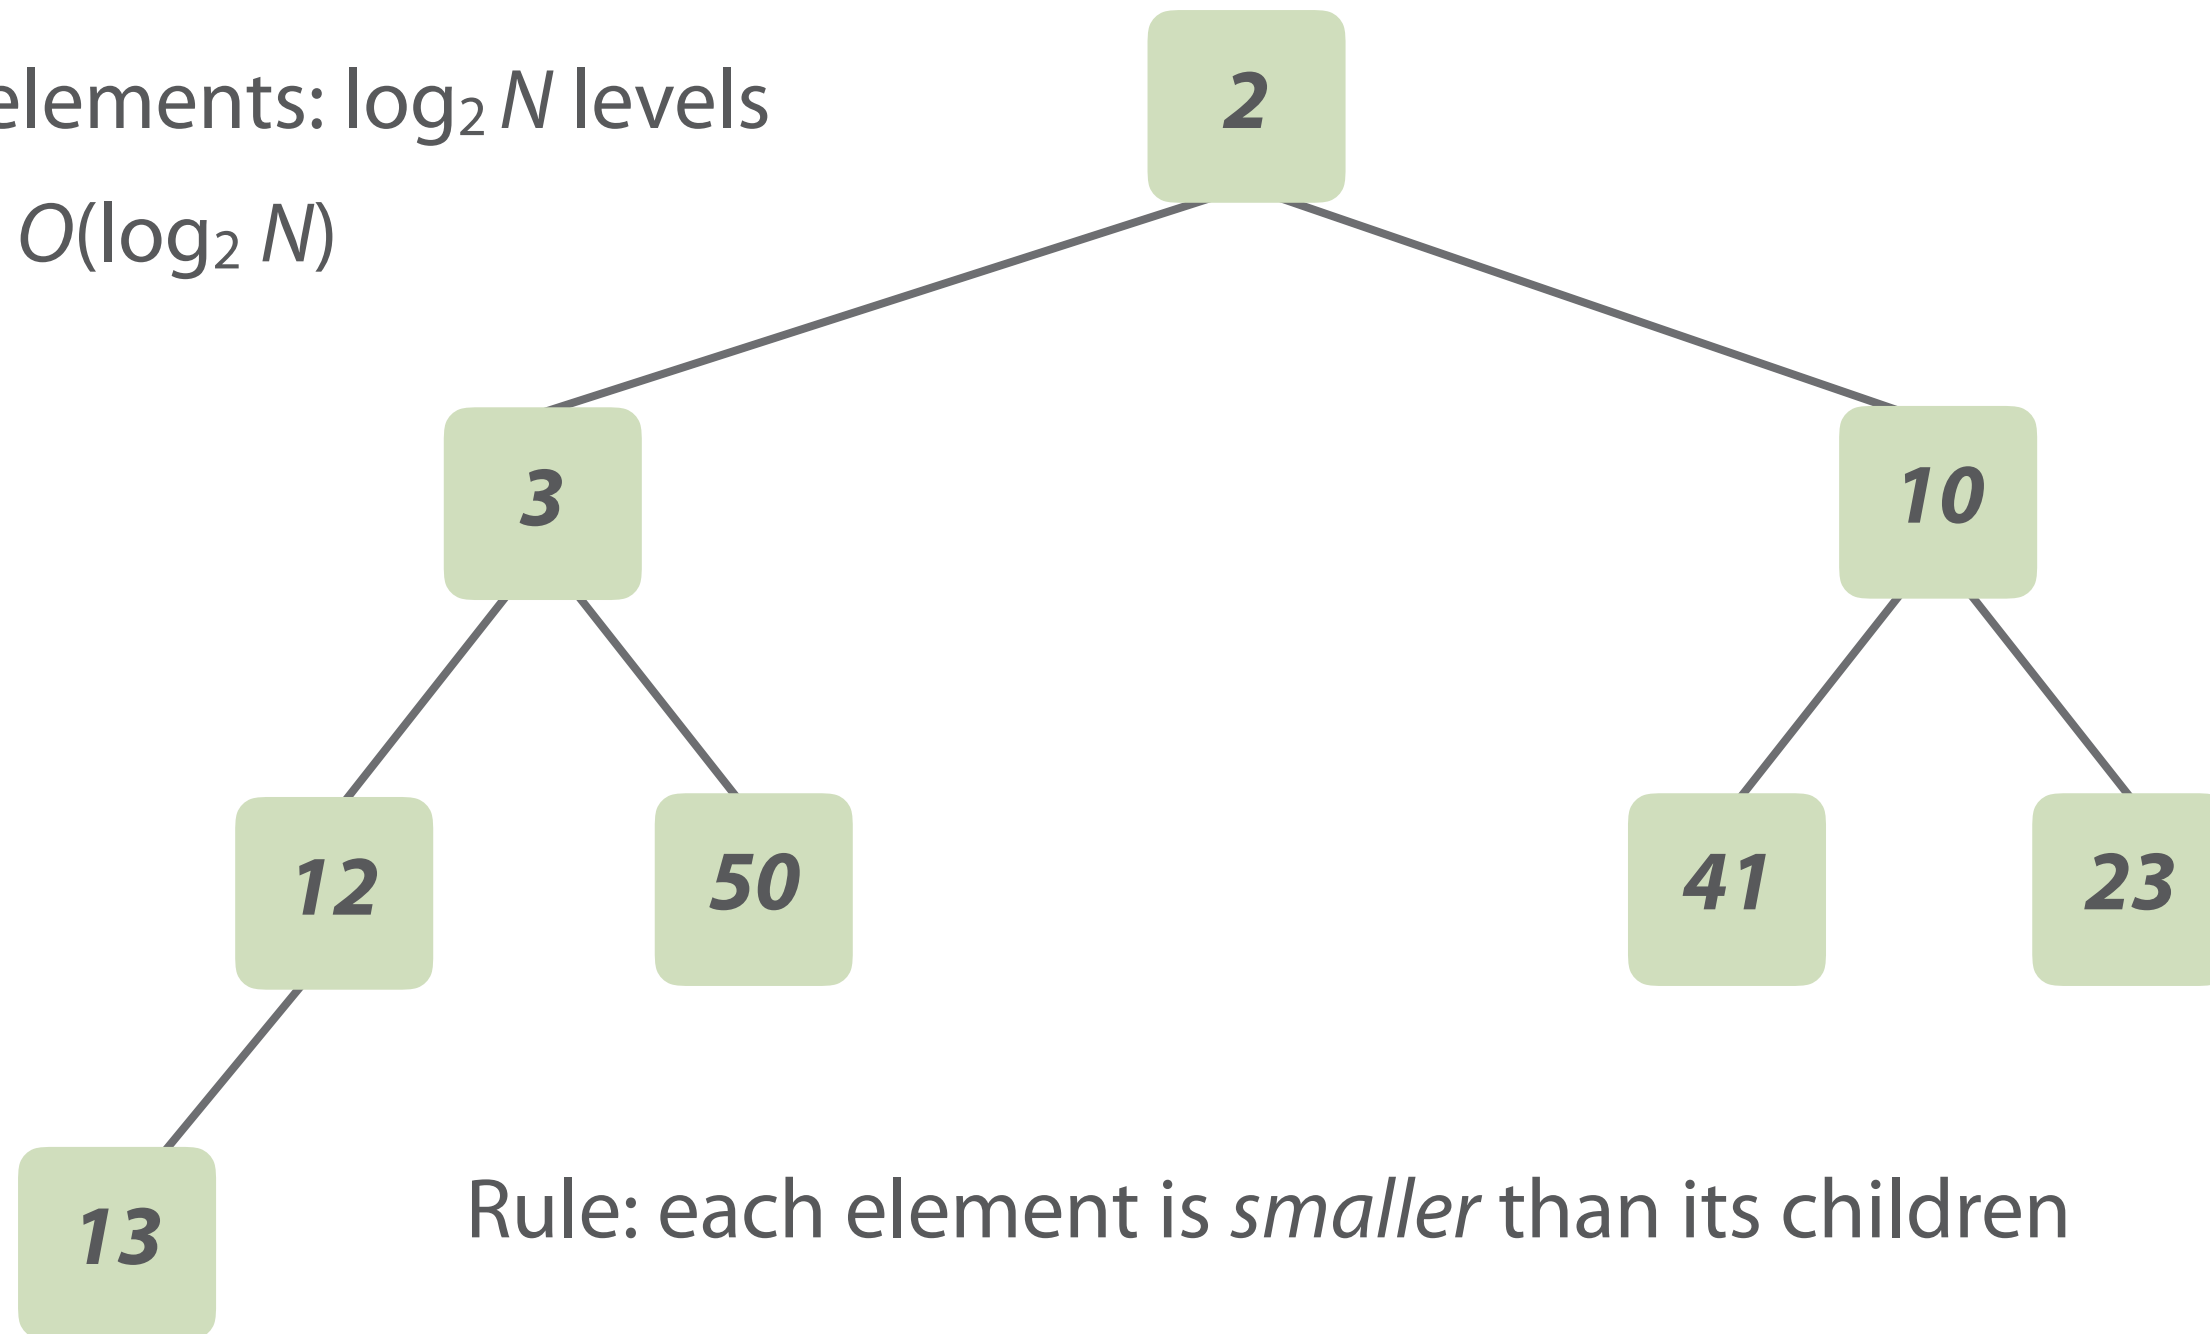 elements: log₂ N levels
O(log₂ N)
2
3
10
12
50
41
23
13
Rule: each element is smaller than its children